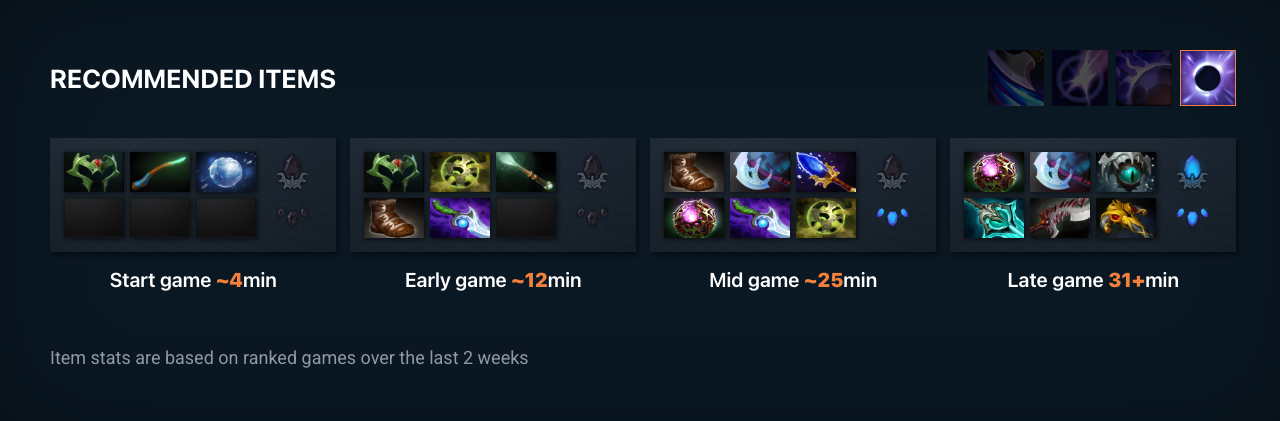 RECOMMENDED ITEMS
Start game ~4min
Early game ~12min
Mid game ~25min
Late game 31+min
Item stats are based on ranked games over the last 2 weeks